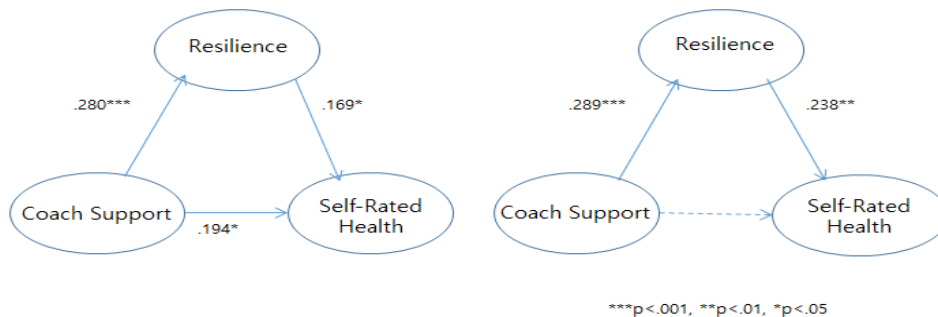 Resilience
.280***
.169*
Coach Support
.194*
Self-Rated
Health
Resilience
.289***
.238**
Coach Support
Self-Rated
Health
***p<.001, **p<.01, *p<.05